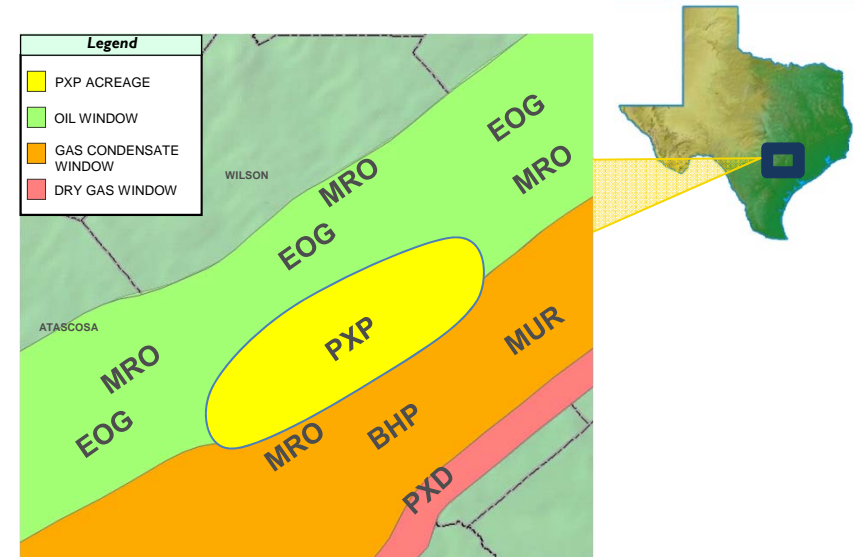 Legend
PXP ACREAGE
OIL WINDOW
GAS CONDENSATE
WINDOW
DRY GAS WINDOW
WILSON
ATASCOSA
EOG
MRO
MRO
EOG
PXP
MUR
MRO
EOG
MRO
BHP
PXD